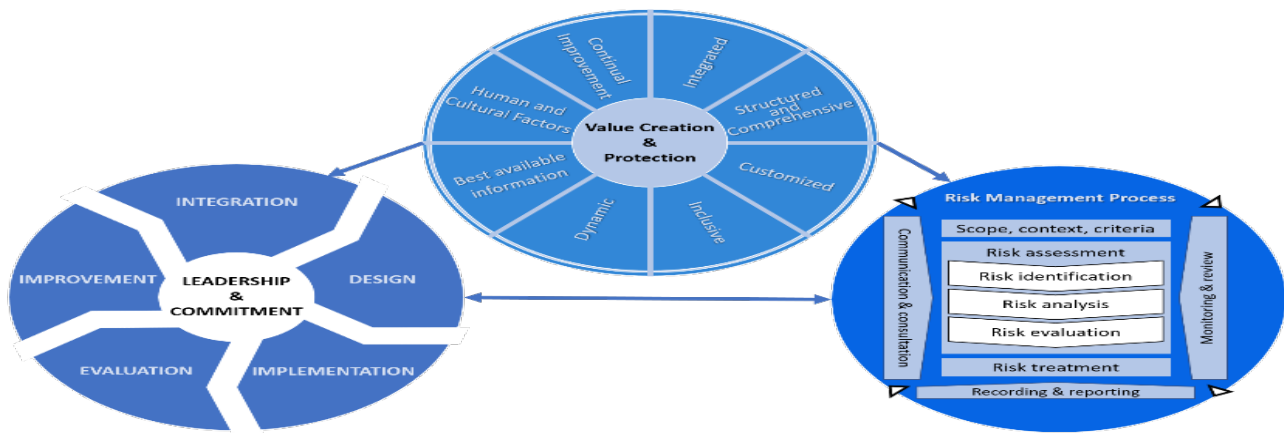 Continual
Improvement
Integrated
Human and
Cultural Factors
Structured
and
Comprehensive
Value Creation
&
Protection
Best available
information
Customized
Dynamic
Inclusive
INTEGRATION
IMPROVEMENT
DESIGN
LEADERSHIP
&
COMMITMENT
EVALUATION
IMPLEMENTATION
Risk Management Process
Scope, context, criteria
Risk assessment
Risk identification
Risk analysis
Risk evaluation
Risk treatment
Recording & reporting
Communication
& consultation
Monitoring & review